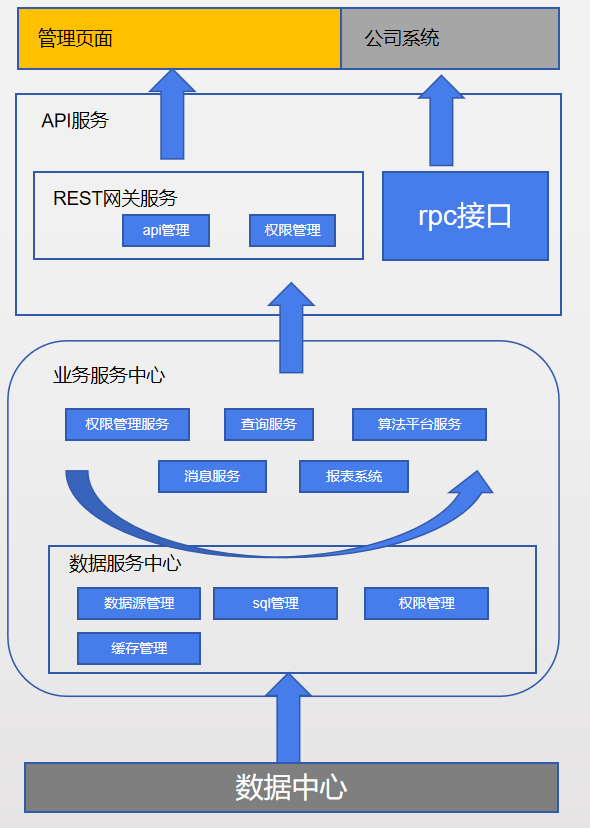 管理页面
公司系统
API服务
REST网关服务
api管理
权限管理
rpc接口
业务服务中心
权限管理服务
查询服务
算法平台服务
消息服务
报表系统
数据服务中心
数据源管理
sql管理
权限管理
缓存管理
数据中心